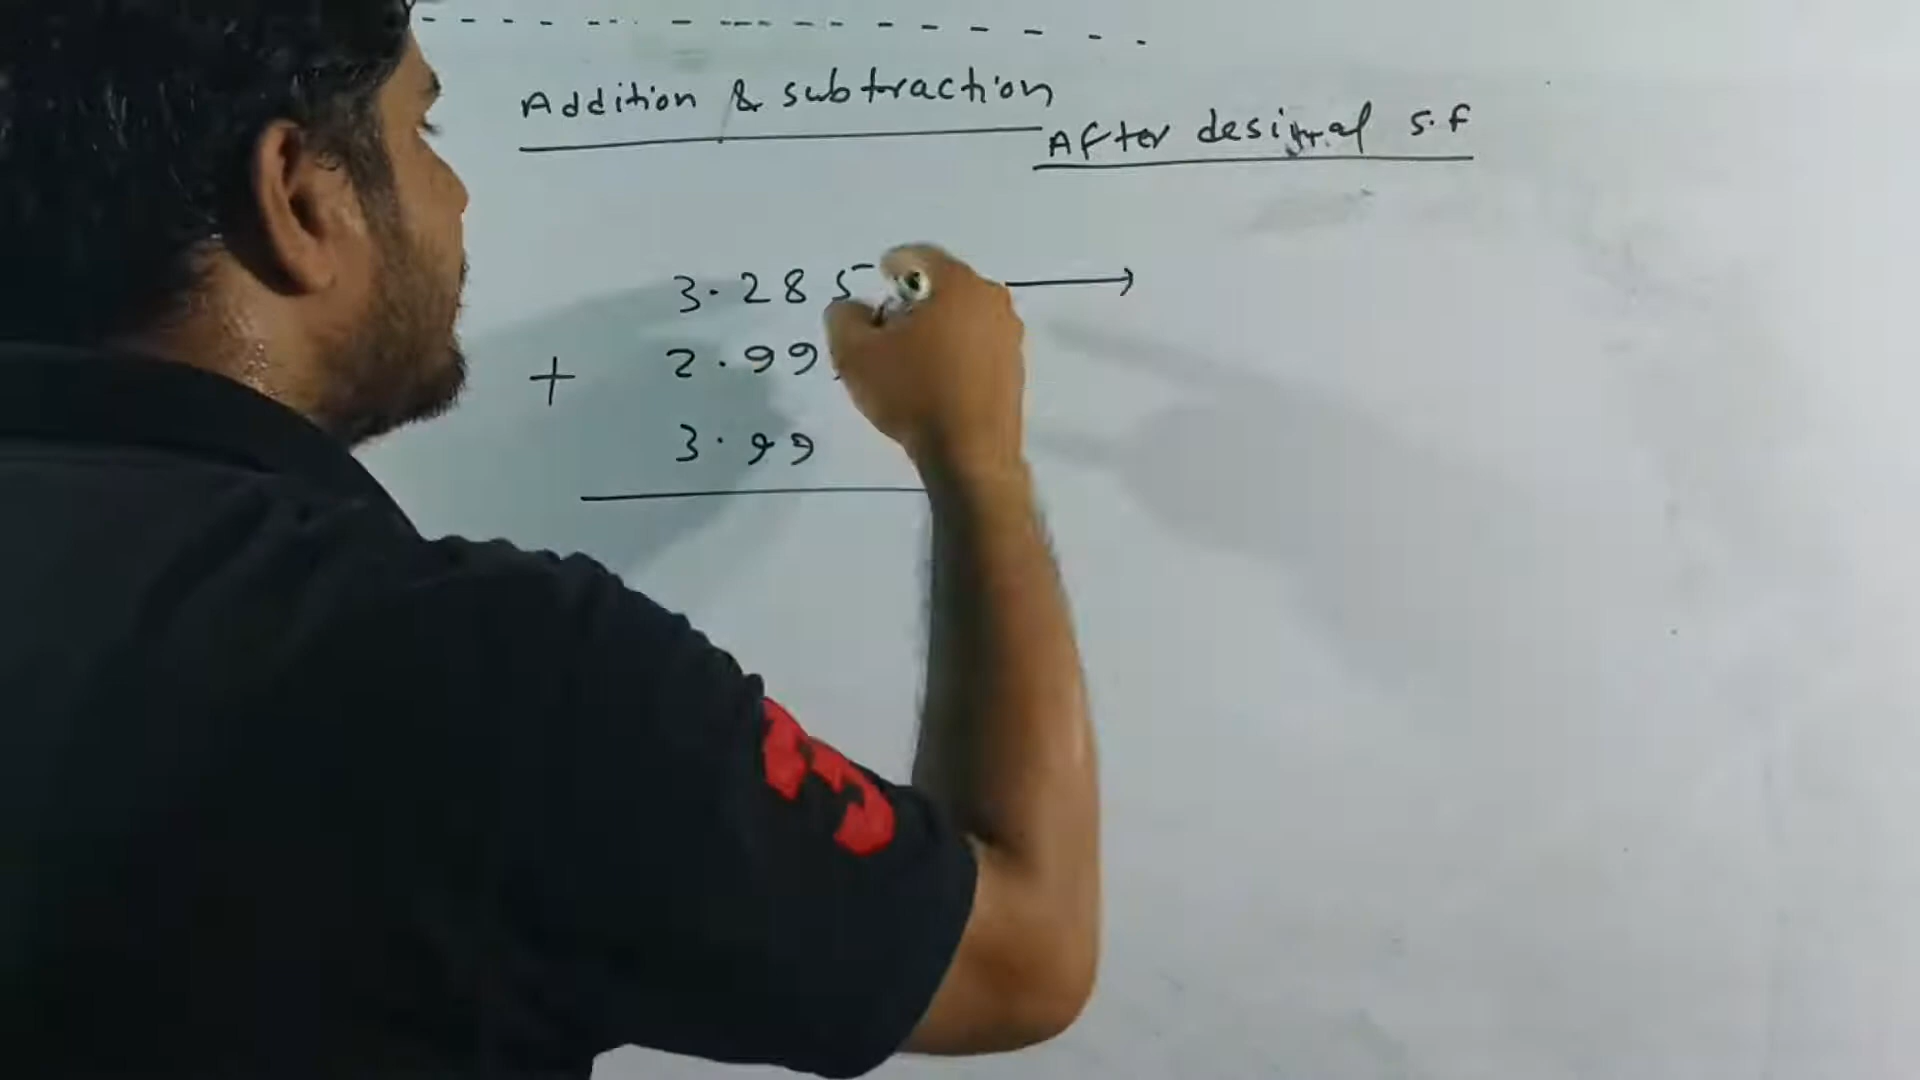 Addition & subtraction
After desimal s.f
3.285
+ 2.99
3.99